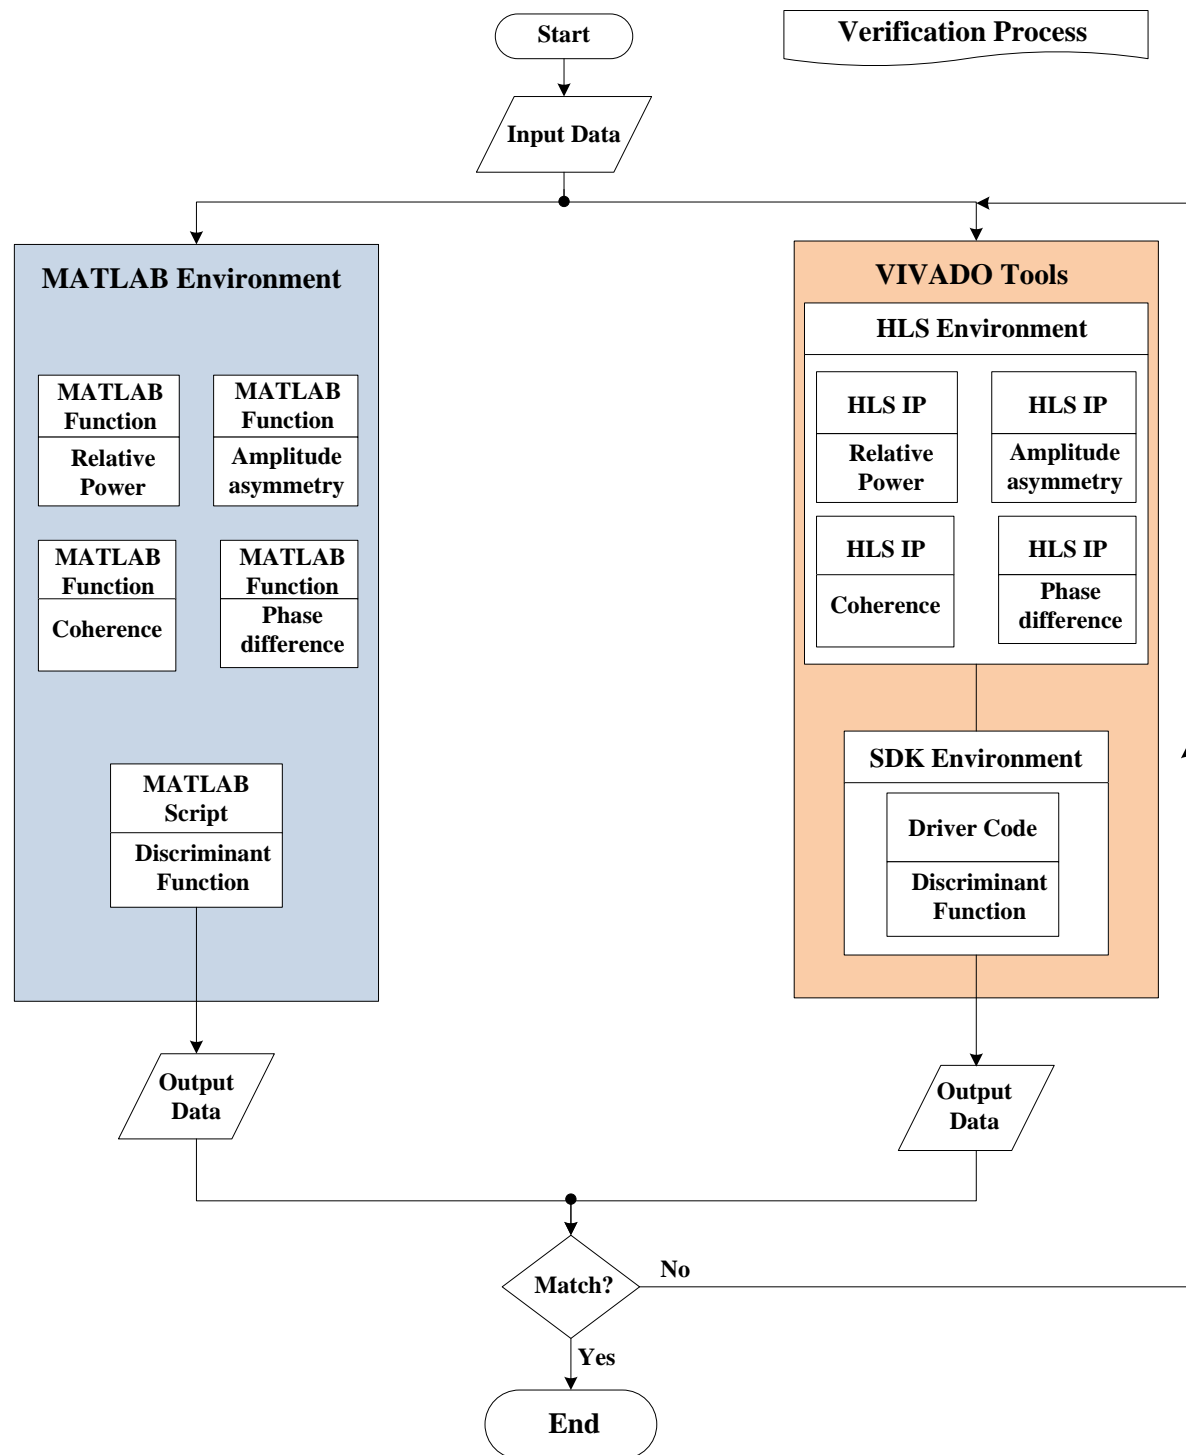 Start
Verification Process
Input Data
MATLAB Environment
MATLAB
Function
Relative
Power
MATLAB
Function
Amplitude
asymmetry
MATLAB
Function
Coherence
MATLAB
Function
Phase
difference
MATLAB
Script
Discriminant
Function
VIVADO Tools
HLS Environment
HLS IP
Relative
Power
HLS IP
Amplitude
asymmetry
HLS IP
Coherence
HLS IP
Phase
difference
SDK Environment
Driver Code
Discriminant
Function
Output
Data
Output
Data
Match?
No
Yes
End